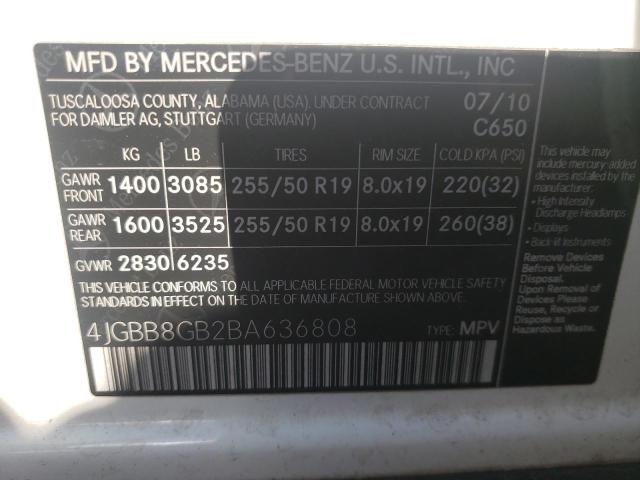 MFD BY MERCEDES-BENZ U.S. INTL., INC
TUSCALOOSA COUNTY, ALABAMA (USA). UNDER CONTRACT
FOR DAIMLER AG, STUTTGART (GERMANY)
07/10
C650
KG LB TIRES RIM SIZE COLD KPA (PSI)
GAWR FRONT 1400 3085 255/50 R19 8.0x19 220(32)
GAWR REAR 1600 3525 255/50 R19 8.0x19 260(38)
GVWR 2830 6235
THIS VEHICLE CONFORMS TO ALL APPLICABLE FEDERAL MOTOR VEHICLE SAFETY
STANDARDS IN EFFECT ON THE DATE OF MANUFACTURE SHOWN ABOVE.
4JGBB8GB2BA636808 TYPE: MPV
This vehicle may
include mercury-added
devices installed by the
manufacturer:
• High Intensity
Discharge Headlamps
• Displays
• Back-lit instruments
Remove Devices
Before Vehicle
Disposal.
Upon Removal of
Devices Please
Reuse, Recycle or
Dispose as
Hazardous Waste.